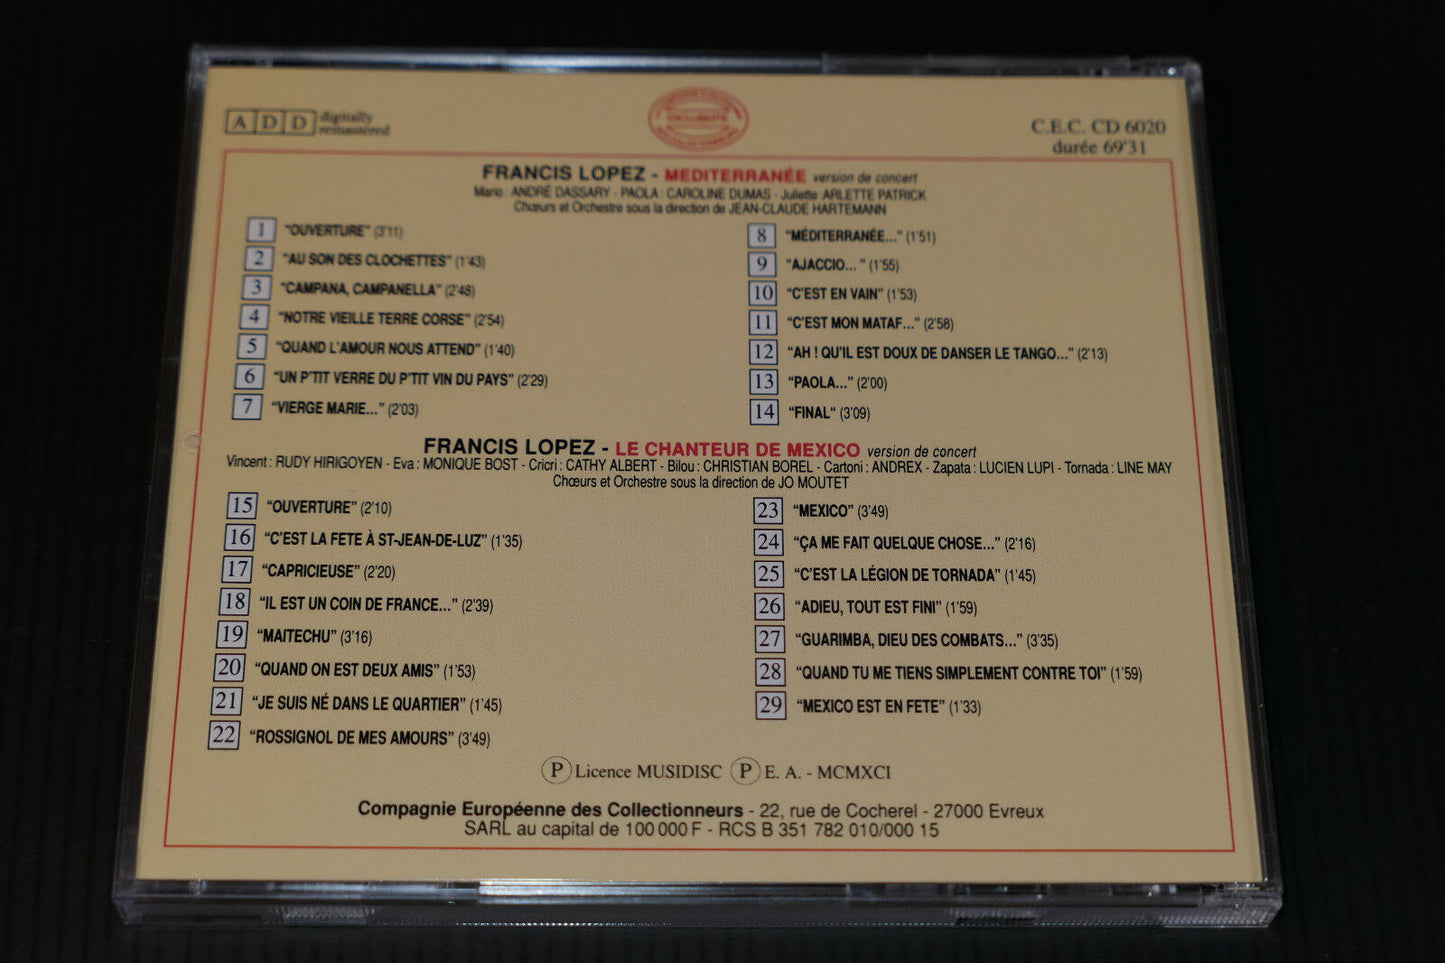 A D D digitally
remastered
C.E.C. CD 6020
durée 69'31
FRANCIS LOPEZ - MEDITERRANÉE version de concert
Mario : ANDRÉ DASSARY - PAOLA : CAROLINE DUMAS - Juliette : ARLETTE PATRICK
Chœurs et Orchestre sous la direction de JEAN-CLAUDE HARTEMANN
1 "OUVERTURE" (3'11)
2 "AU SON DES CLOCHETTES" (1'43)
3 "CAMPANA, CAMPANELLA" (2'48)
4 "NOTRE VIEILLE TERRE CORSE" (2'54)
5 "QUAND L'AMOUR NOUS ATTEND" (1'40)
6 "UN P'TIT VERRE DU P'TIT VIN DU PAYS" (2'29)
7 "VIERGE MARIE..." (2'03)
8 "MÉDITERRANÉE..." (1'51)
9 "AJACCIO... " (1'55)
10 "C'EST EN VAIN" (1'53)
11 "C'EST MON MATAF..." (2'58)
12 "AH ! QU'IL EST DOUX DE DANSER LE TANGO..." (2'13)
13 "PAOLA..." (2'00)
14 "FINAL" (3'09)
FRANCIS LOPEZ - LE CHANTEUR DE MEXICO version de concert
Vincent : RUDY HIRIGOYEN - Eva : MONIQUE BOST - Cricri : CATHY ALBERT - Bilou : CHRISTIAN BOREL - Cartoni : ANDREX - Zapata : LUCIEN LUPI - Tornada : LINE MAY
Chœurs et Orchestre sous la direction de JO MOUTET
15 "OUVERTURE" (2'10)
16 "C'EST LA FETE À ST-JEAN-DE-LUZ" (1'35)
17 "CAPRICIEUSE" (2'20)
18 "IL EST UN COIN DE FRANCE..." (2'39)
19 "MAITECHU" (3'16)
20 "QUAND ON EST DEUX AMIS" (1'53)
21 "JE SUIS NÉ DANS LE QUARTIER" (1'45)
22 "ROSSIGNOL DE MES AMOURS" (3'49)
23 "MEXICO" (3'49)
24 "ÇA ME FAIT QUELQUE CHOSE..." (2'16)
25 "C'EST LA LÉGION DE TORNADA" (1'45)
26 "ADIEU, TOUT EST FINI" (1'59)
27 "GUARIMBA, DIEU DES COMBATS..." (3'35)
28 "QUAND TU ME TIENS SIMPLEMENT CONTRE TOI" (1'59)
29 "MEXICO EST EN FETE" (1'33)
Ⓟ Licence MUSIDISC Ⓟ E. A. - MCMXCI
Compagnie Européenne des Collectionneurs - 22, rue de Cocherel - 27000 Evreux
SARL au capital de 100 000 F - RCS B 351 782 010/000 15